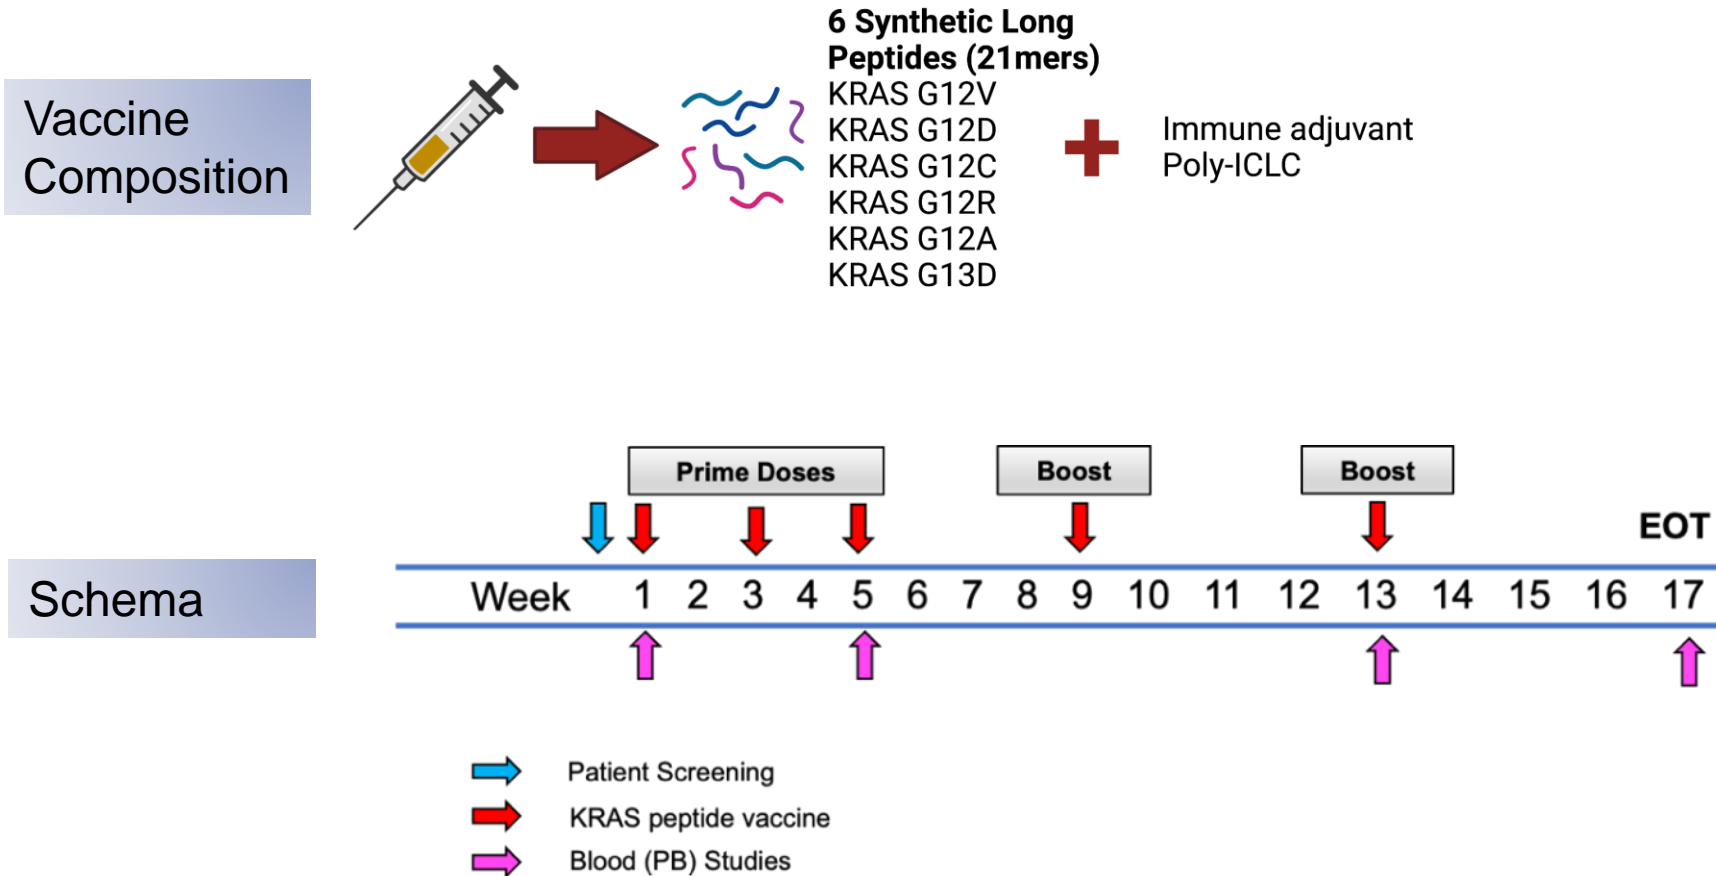 Vaccine
Composition
6 Synthetic Long
Peptides (21mers)
KRAS G12V
KRAS G12D
KRAS G12C
KRAS G12R
KRAS G12A
KRAS G13D
Immune adjuvant
Poly-ICLC
Schema
Prime Doses
Boost
Boost
EOT
Week 1 2 3 4 5 6 7 8 9 10 11 12 13 14 15 16 17
Patient Screening
KRAS peptide vaccine
Blood (PB) Studies